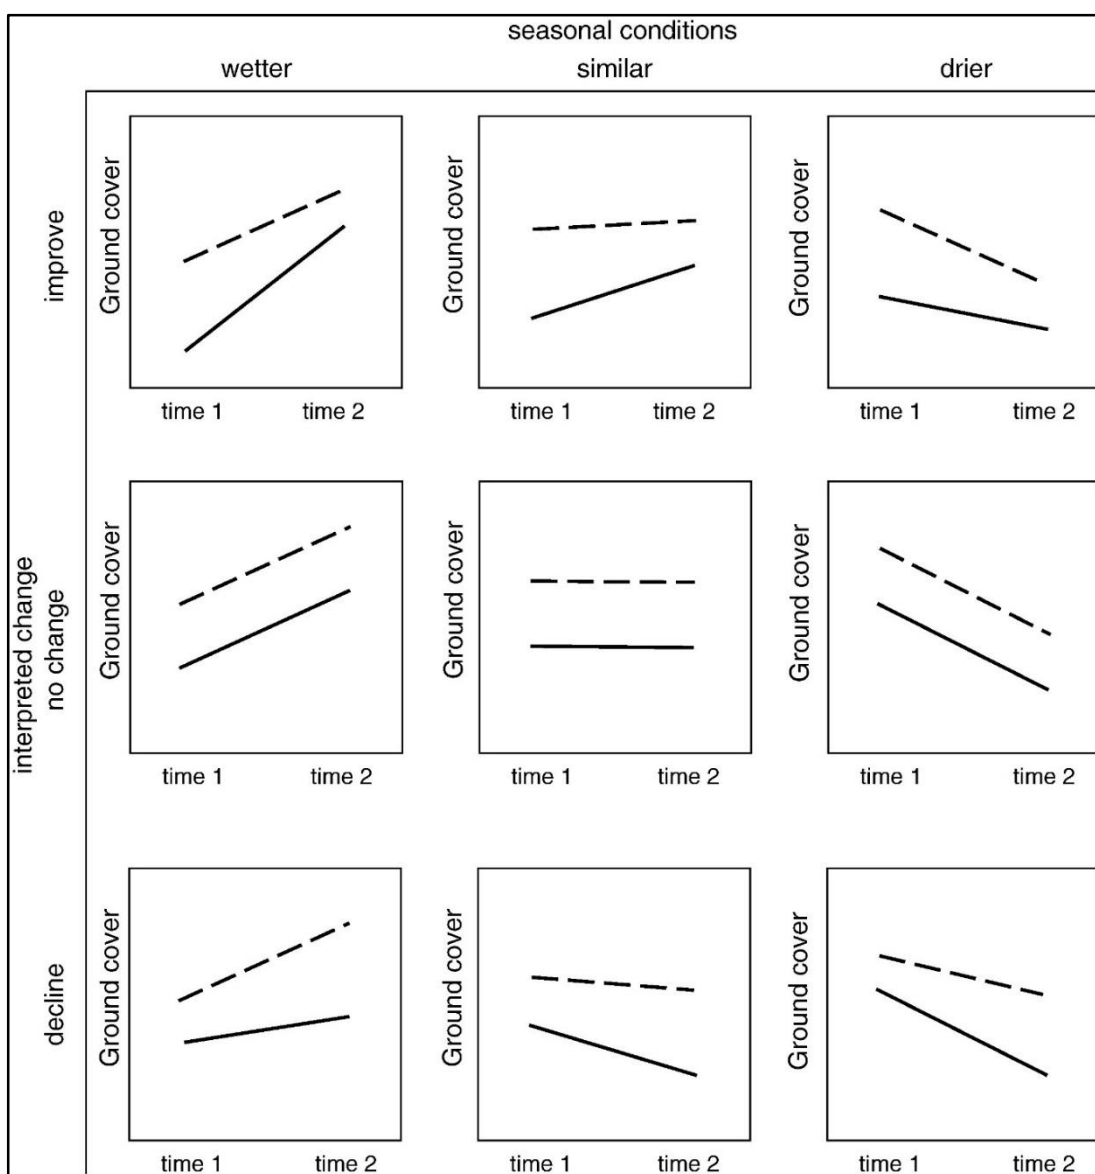 seasonal conditions
wetter similar drier
interpreted change
improve
Ground cover Ground cover Ground cover
time 1 time 2 time 1 time 2 time 1 time 2
no change
Ground cover Ground cover Ground cover
time 1 time 2 time 1 time 2 time 1 time 2
decline
Ground cover Ground cover Ground cover
time 1 time 2 time 1 time 2 time 1 time 2